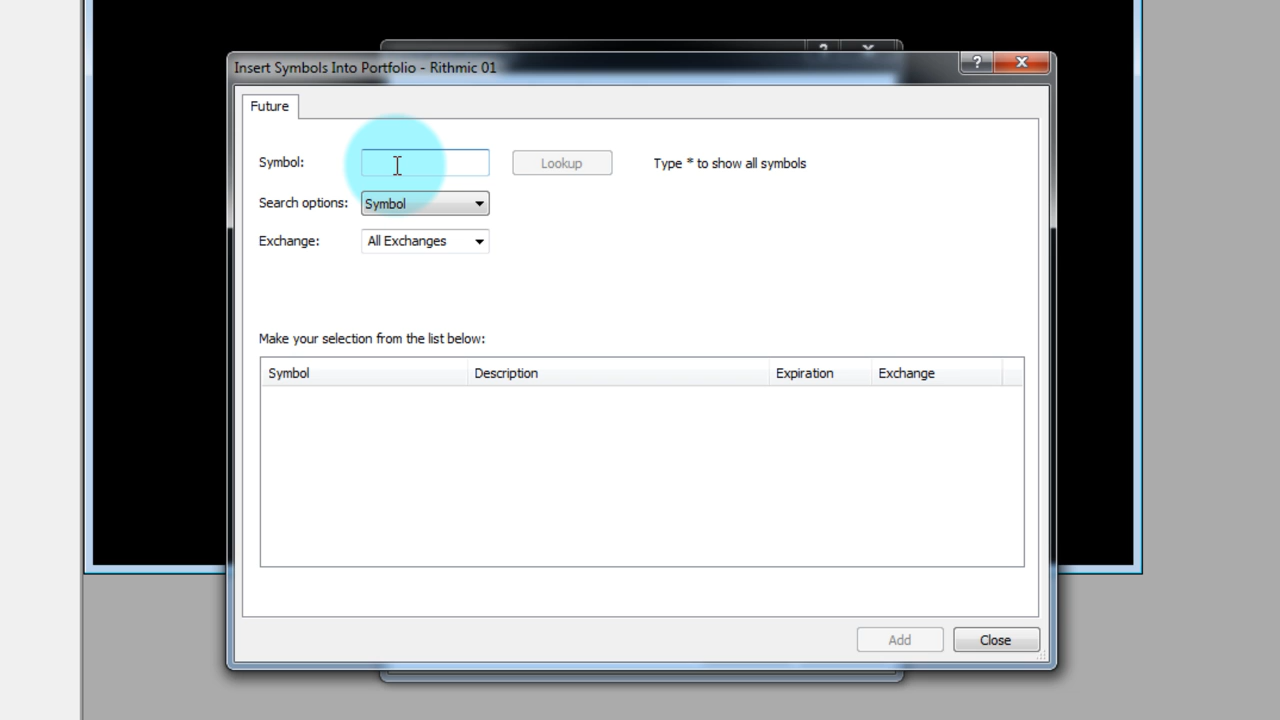 Insert Symbols Into Portfolio - Rithmic 01
Future
Symbol:
Lookup
Type * to show all symbols
Search options:
Symbol
Exchange:
All Exchanges
Make your selection from the list below:
Symbol Description Expiration Exchange
Add
Close